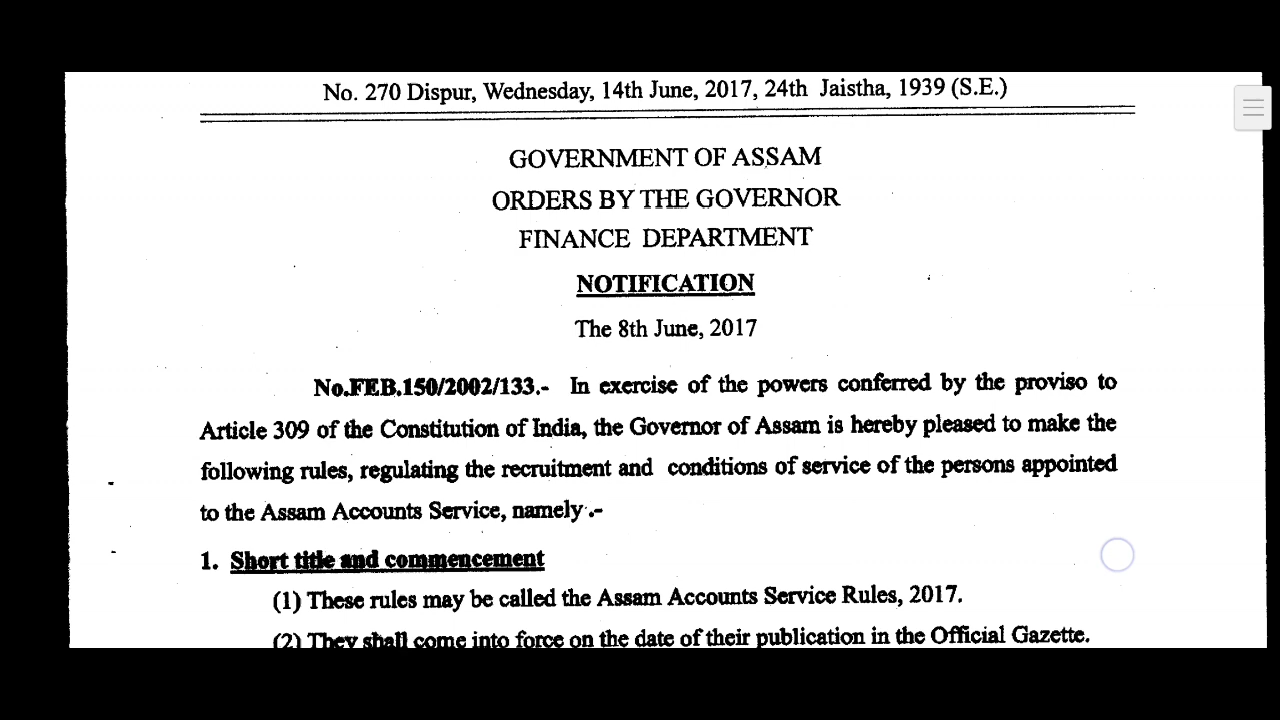 No. 270 Dispur, Wednesday, 14th June, 2017, 24th Jaistha, 1939 (S.E.)
GOVERNMENT OF ASSAM
ORDERS BY THE GOVERNOR
FINANCE DEPARTMENT
NOTIFICATION
The 8th June, 2017
No.FEB.150/2002/133.- In exercise of the powers conferred by the proviso to
Article 309 of the Constitution of India, the Governor of Assam is hereby pleased to make the
following rules, regulating the recruitment and conditions of service of the persons appointed
to the Assam Accounts Service, namely .-
1. Short title and commencement
(1) These rules may be called the Assam Accounts Service Rules, 2017.
(2) They shall come into force on the date of their publication in the Official Gazette.